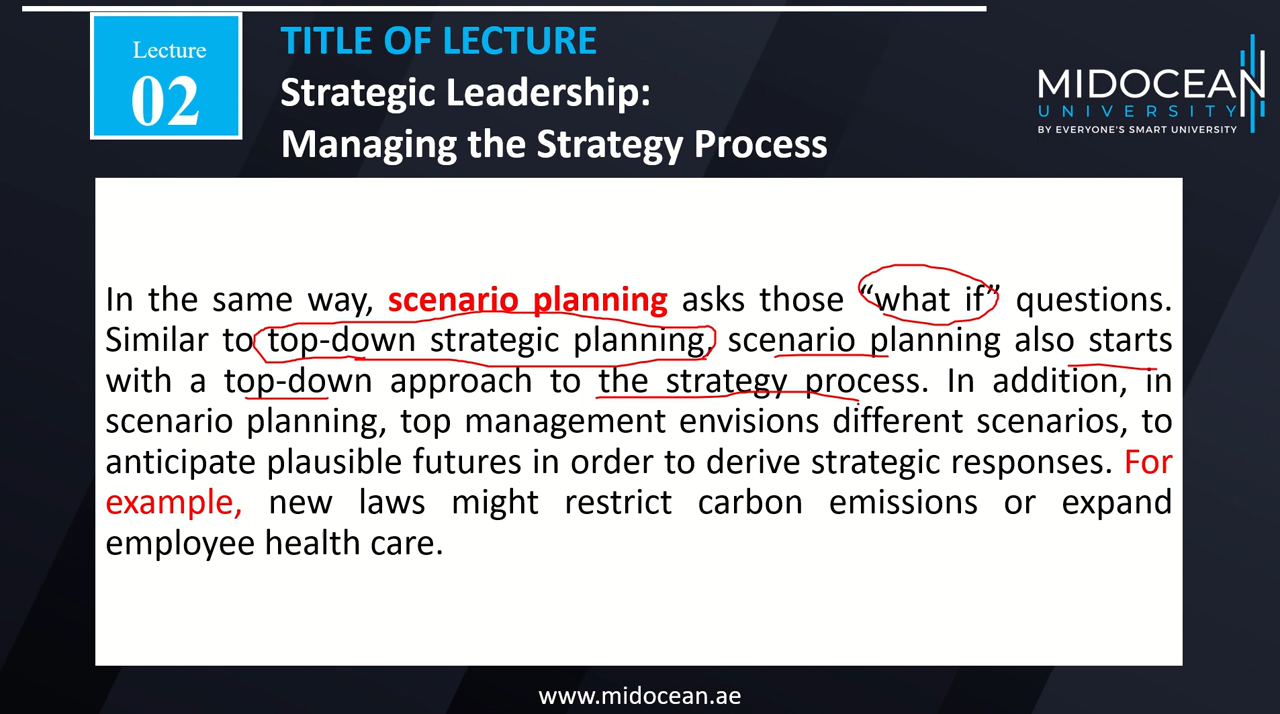 Lecture
02
TITLE OF LECTURE
Strategic Leadership:
Managing the Strategy Process
MIDOCEAN
UNIVERSITY
BY EVERYONE'S SMART UNIVERSITY
In the same way, scenario planning asks those “what if” questions.
Similar to top-down strategic planning, scenario planning also starts
with a top-down approach to the strategy process. In addition, in
scenario planning, top management envisions different scenarios, to
anticipate plausible futures in order to derive strategic responses. For
example, new laws might restrict carbon emissions or expand
employee health care.
www.midocean.ae